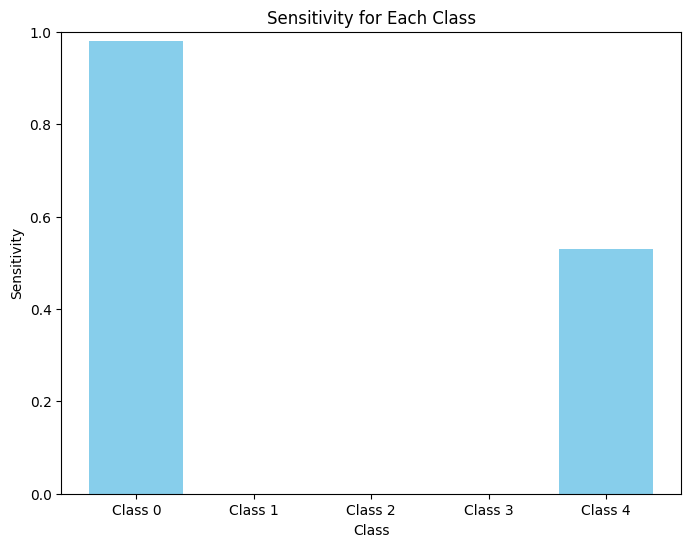 Sensitivity for Each Class
Sensitivity
1.0
0.8
0.6
0.4
0.2
0.0
Class 0
Class 1
Class 2
Class 3
Class 4
Class